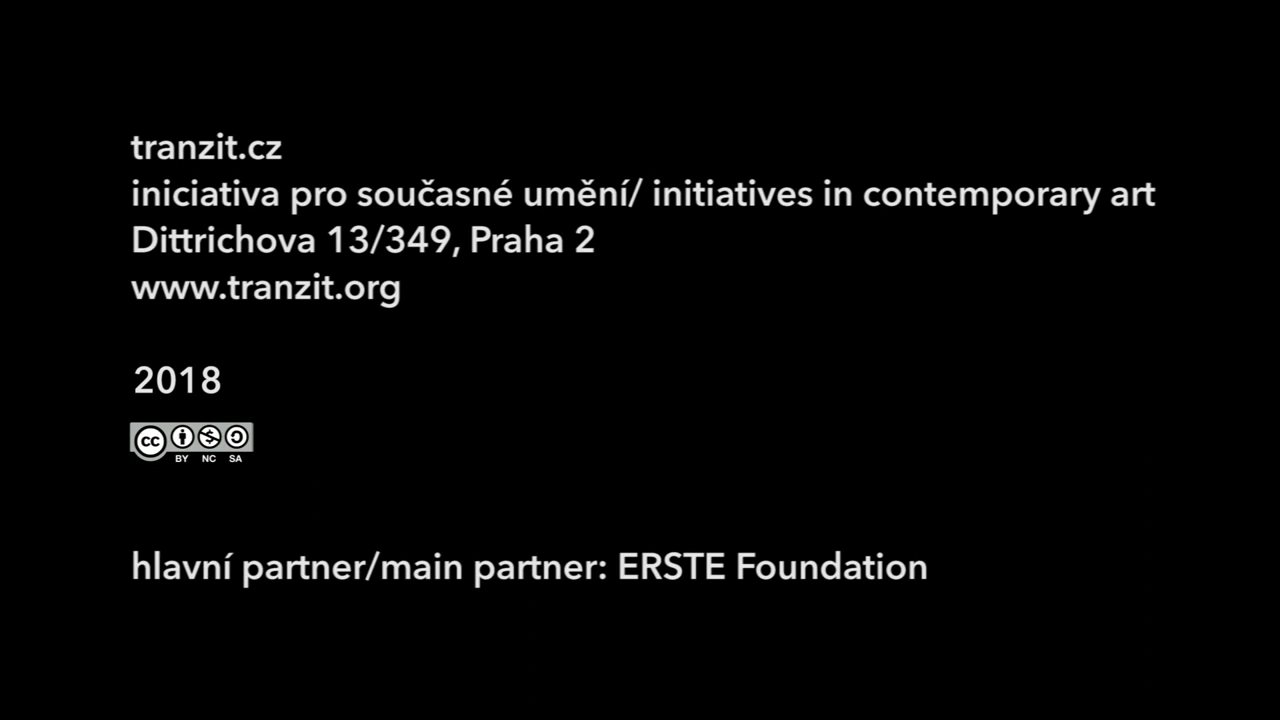 tranzit.cz
iniciativa pro současné umění/ initiatives in contemporary art
Dittrichova 13/349, Praha 2
www.tranzit.org
2018
cc
BY NC SA
hlavní partner/main partner: ERSTE Foundation